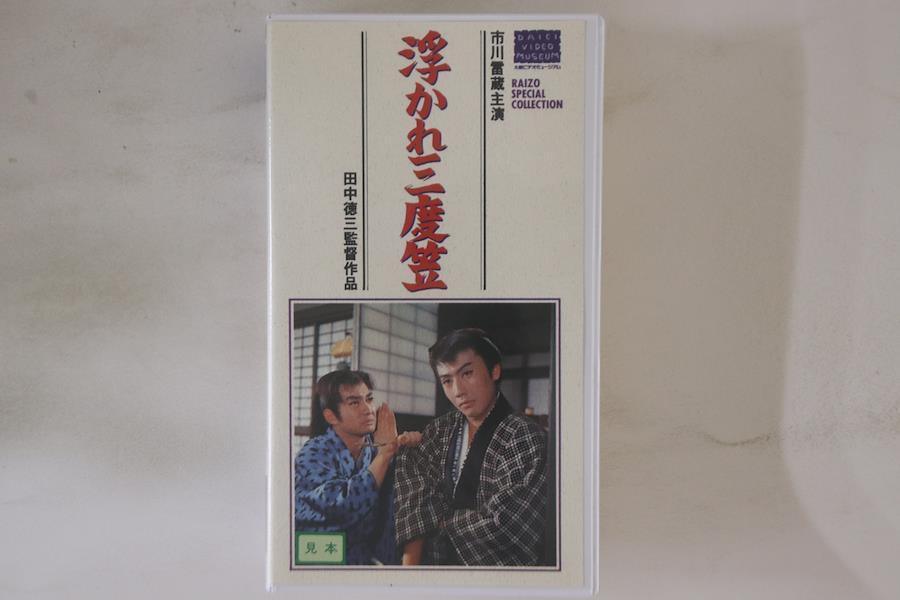 DAIEI
VIDEO
MUSEUM
大映ビデオミュージアム
RAIZO
SPECIAL
COLLECTION
市川雷蔵主演
浮かれ三度笠
田中徳三監督作品
見本